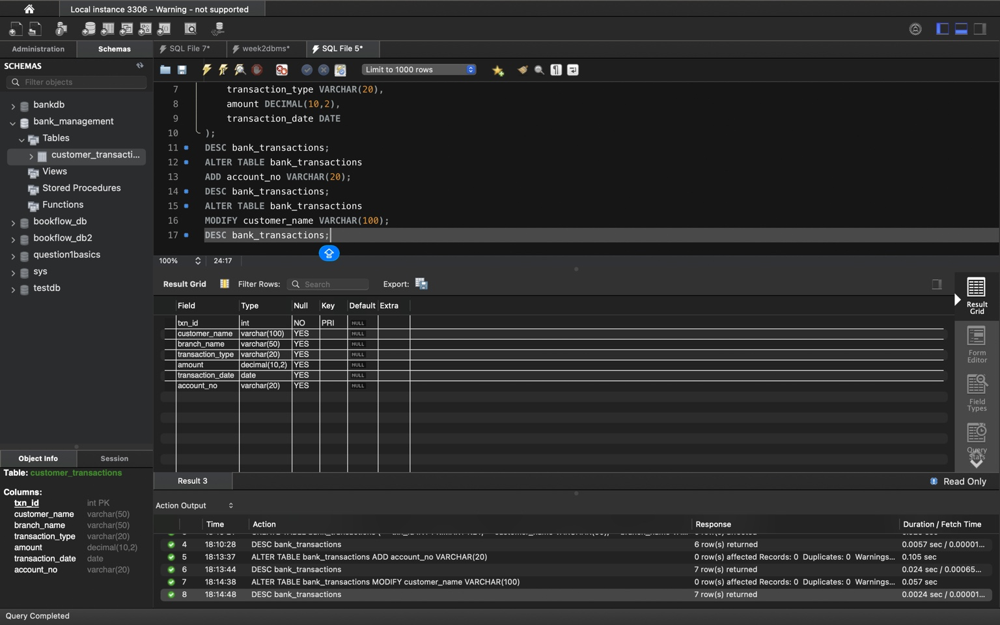 Local instance 3306 - Warning - not supported
Administration
Schemas
SQL File 7*
week2dbms*
SQL File 5*
SCHEMAS
Filter objects
bankdb
bank_management
Tables
customer_transacti...
Views
Stored Procedures
Functions
bookflow_db
bookflow_db2
question1basics
sys
testdb
Limit to 1000 rows
7 transaction_type VARCHAR(20),
8 amount DECIMAL(10,2),
9 transaction_date DATE
10 );
11 DESC bank_transactions;
12 ALTER TABLE bank_transactions
13 ADD account_no VARCHAR(20);
14 DESC bank_transactions;
15 ALTER TABLE bank_transactions
16 MODIFY customer_name VARCHAR(100);
17 DESC bank_transactions;
100% 24:17
Result Grid Filter Rows: Search Export:
Field Type Null Key Default Extra
txn_id int NO PRI NULL
customer_name varchar(100) YES NULL
branch_name varchar(50) YES NULL
transaction_type varchar(20) YES NULL
amount decimal(10,2) YES NULL
transaction_date date YES NULL
account_no varchar(20) YES NULL
Result
Grid
Form
Editor
Field
Types
Query
Stats
Result 3
Read Only
Object Info
Session
Table: customer_transactions
Columns:
txn_id int PK
customer_name varchar(50)
branch_name varchar(50)
transaction_type varchar(20)
amount decimal(10,2)
transaction_date date
account_no varchar(20)
Action Output
Time Action Response Duration / Fetch Time
4 18:10:28 DESC bank_transactions 6 row(s) returned 0.0057 sec / 0.00001...
5 18:13:37 ALTER TABLE bank_transactions ADD account_no VARCHAR(20) 0 row(s) affected Records: 0 Duplicates: 0 Warnings... 0.105 sec
6 18:13:44 DESC bank_transactions 7 row(s) returned 0.024 sec / 0.00065...
7 18:14:38 ALTER TABLE bank_transactions MODIFY customer_name VARCHAR(100) 0 row(s) affected Records: 0 Duplicates: 0 Warnings... 0.057 sec
8 18:14:48 DESC bank_transactions 7 row(s) returned 0.0024 sec / 0.00001...
Query Completed